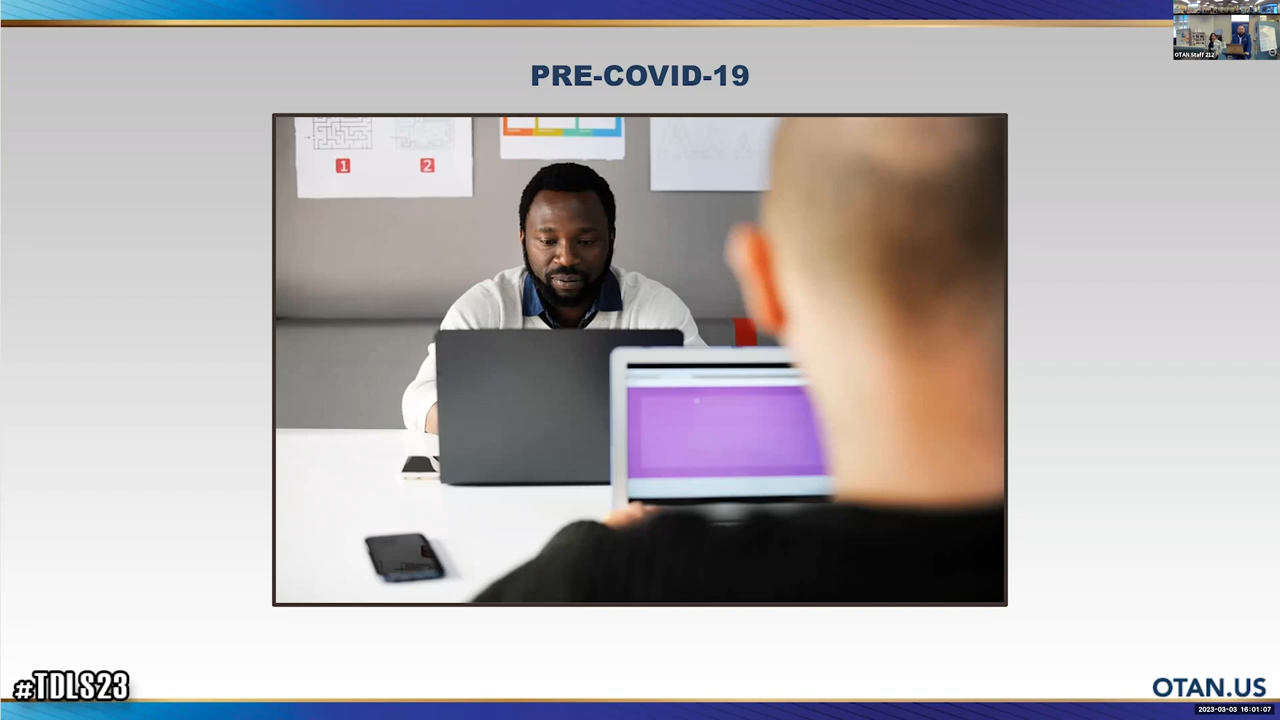 OTAN Staff 212
PRE-COVID-19
1
2
#TDLS23
OTAN.US
2023-03-03 16:01:07